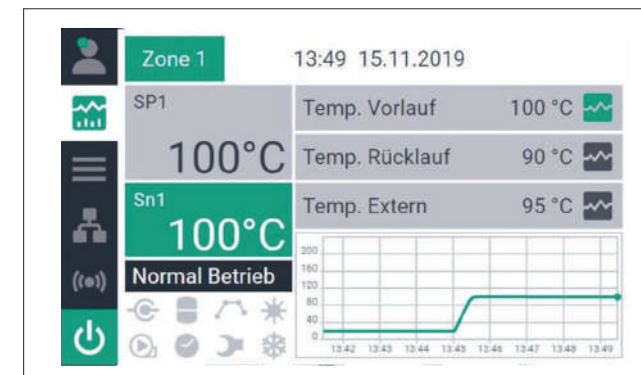 Zone 1 13:49 15.11.2019
SP1
100°C
Temp. Vorlauf 100 °C
Temp. Rücklauf 90 °C
Temp. Extern 95 °C
Sn1
100°C
Normal Betrieb
200
160
120
80
40
0
13:42 13:43 13:44 13:45 13:46 13:47 13:48 13:49